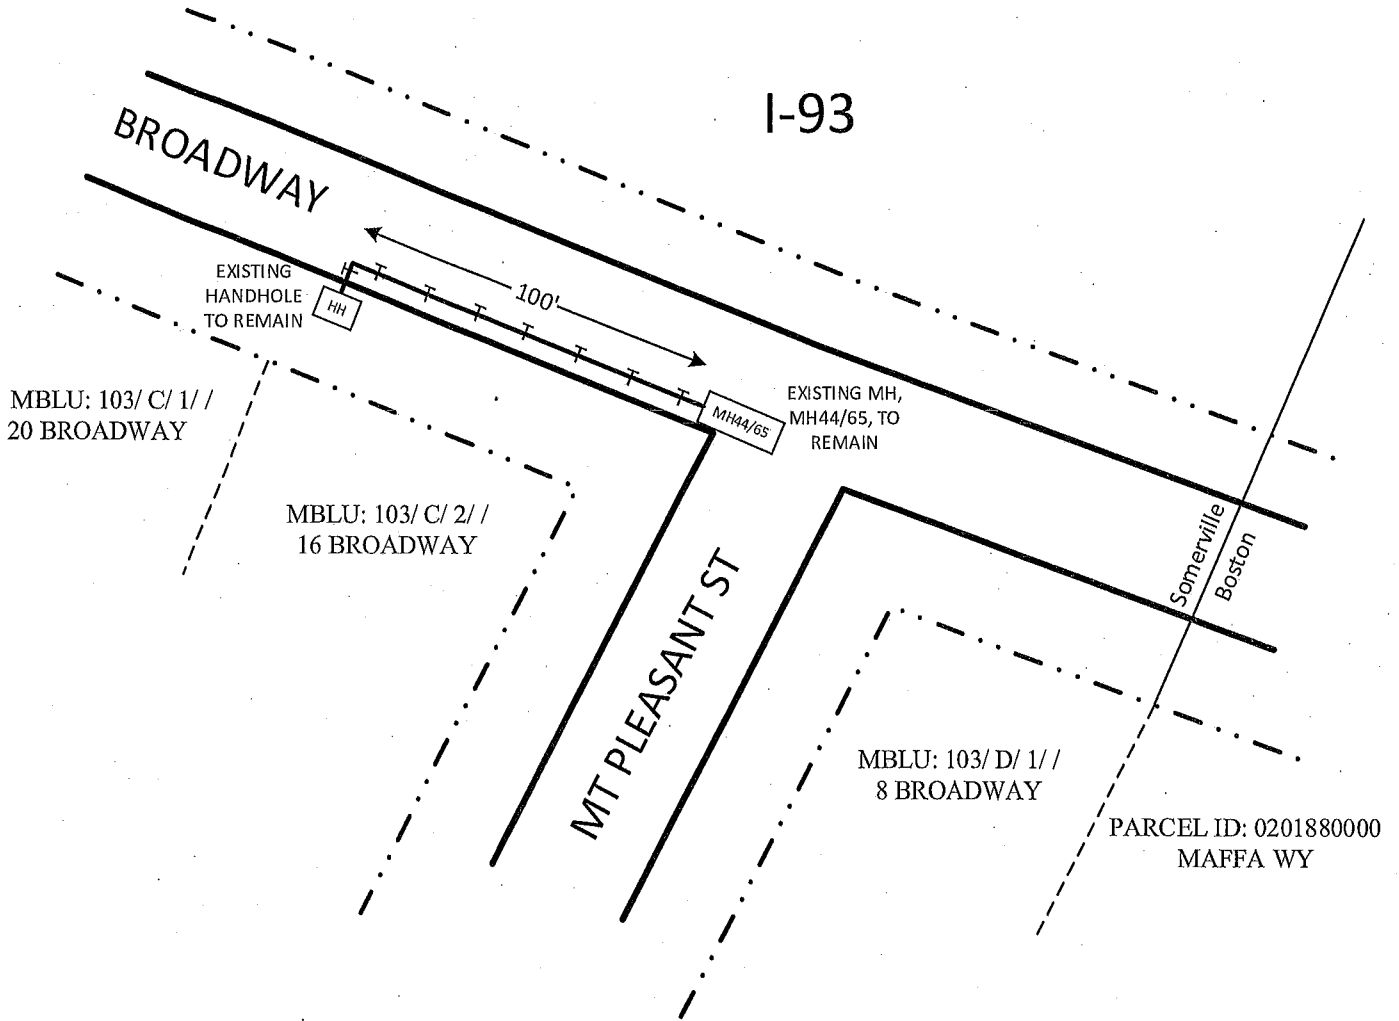 I-93
BROADWAY
EXISTING
HANDHOLE
TO REMAIN
HH
100'
T T T T T T T T
MH44/65
EXISTING MH,
MH44/65, TO
REMAIN
MBLU: 103/ C/ 1/ /
20 BROADWAY
MBLU: 103/ C/ 2/ /
16 BROADWAY
MT PLEASANT ST
Somerville
Boston
MBLU: 103/ D/ 1/ /
8 BROADWAY
PARCEL ID: 0201880000
MAFFA WY